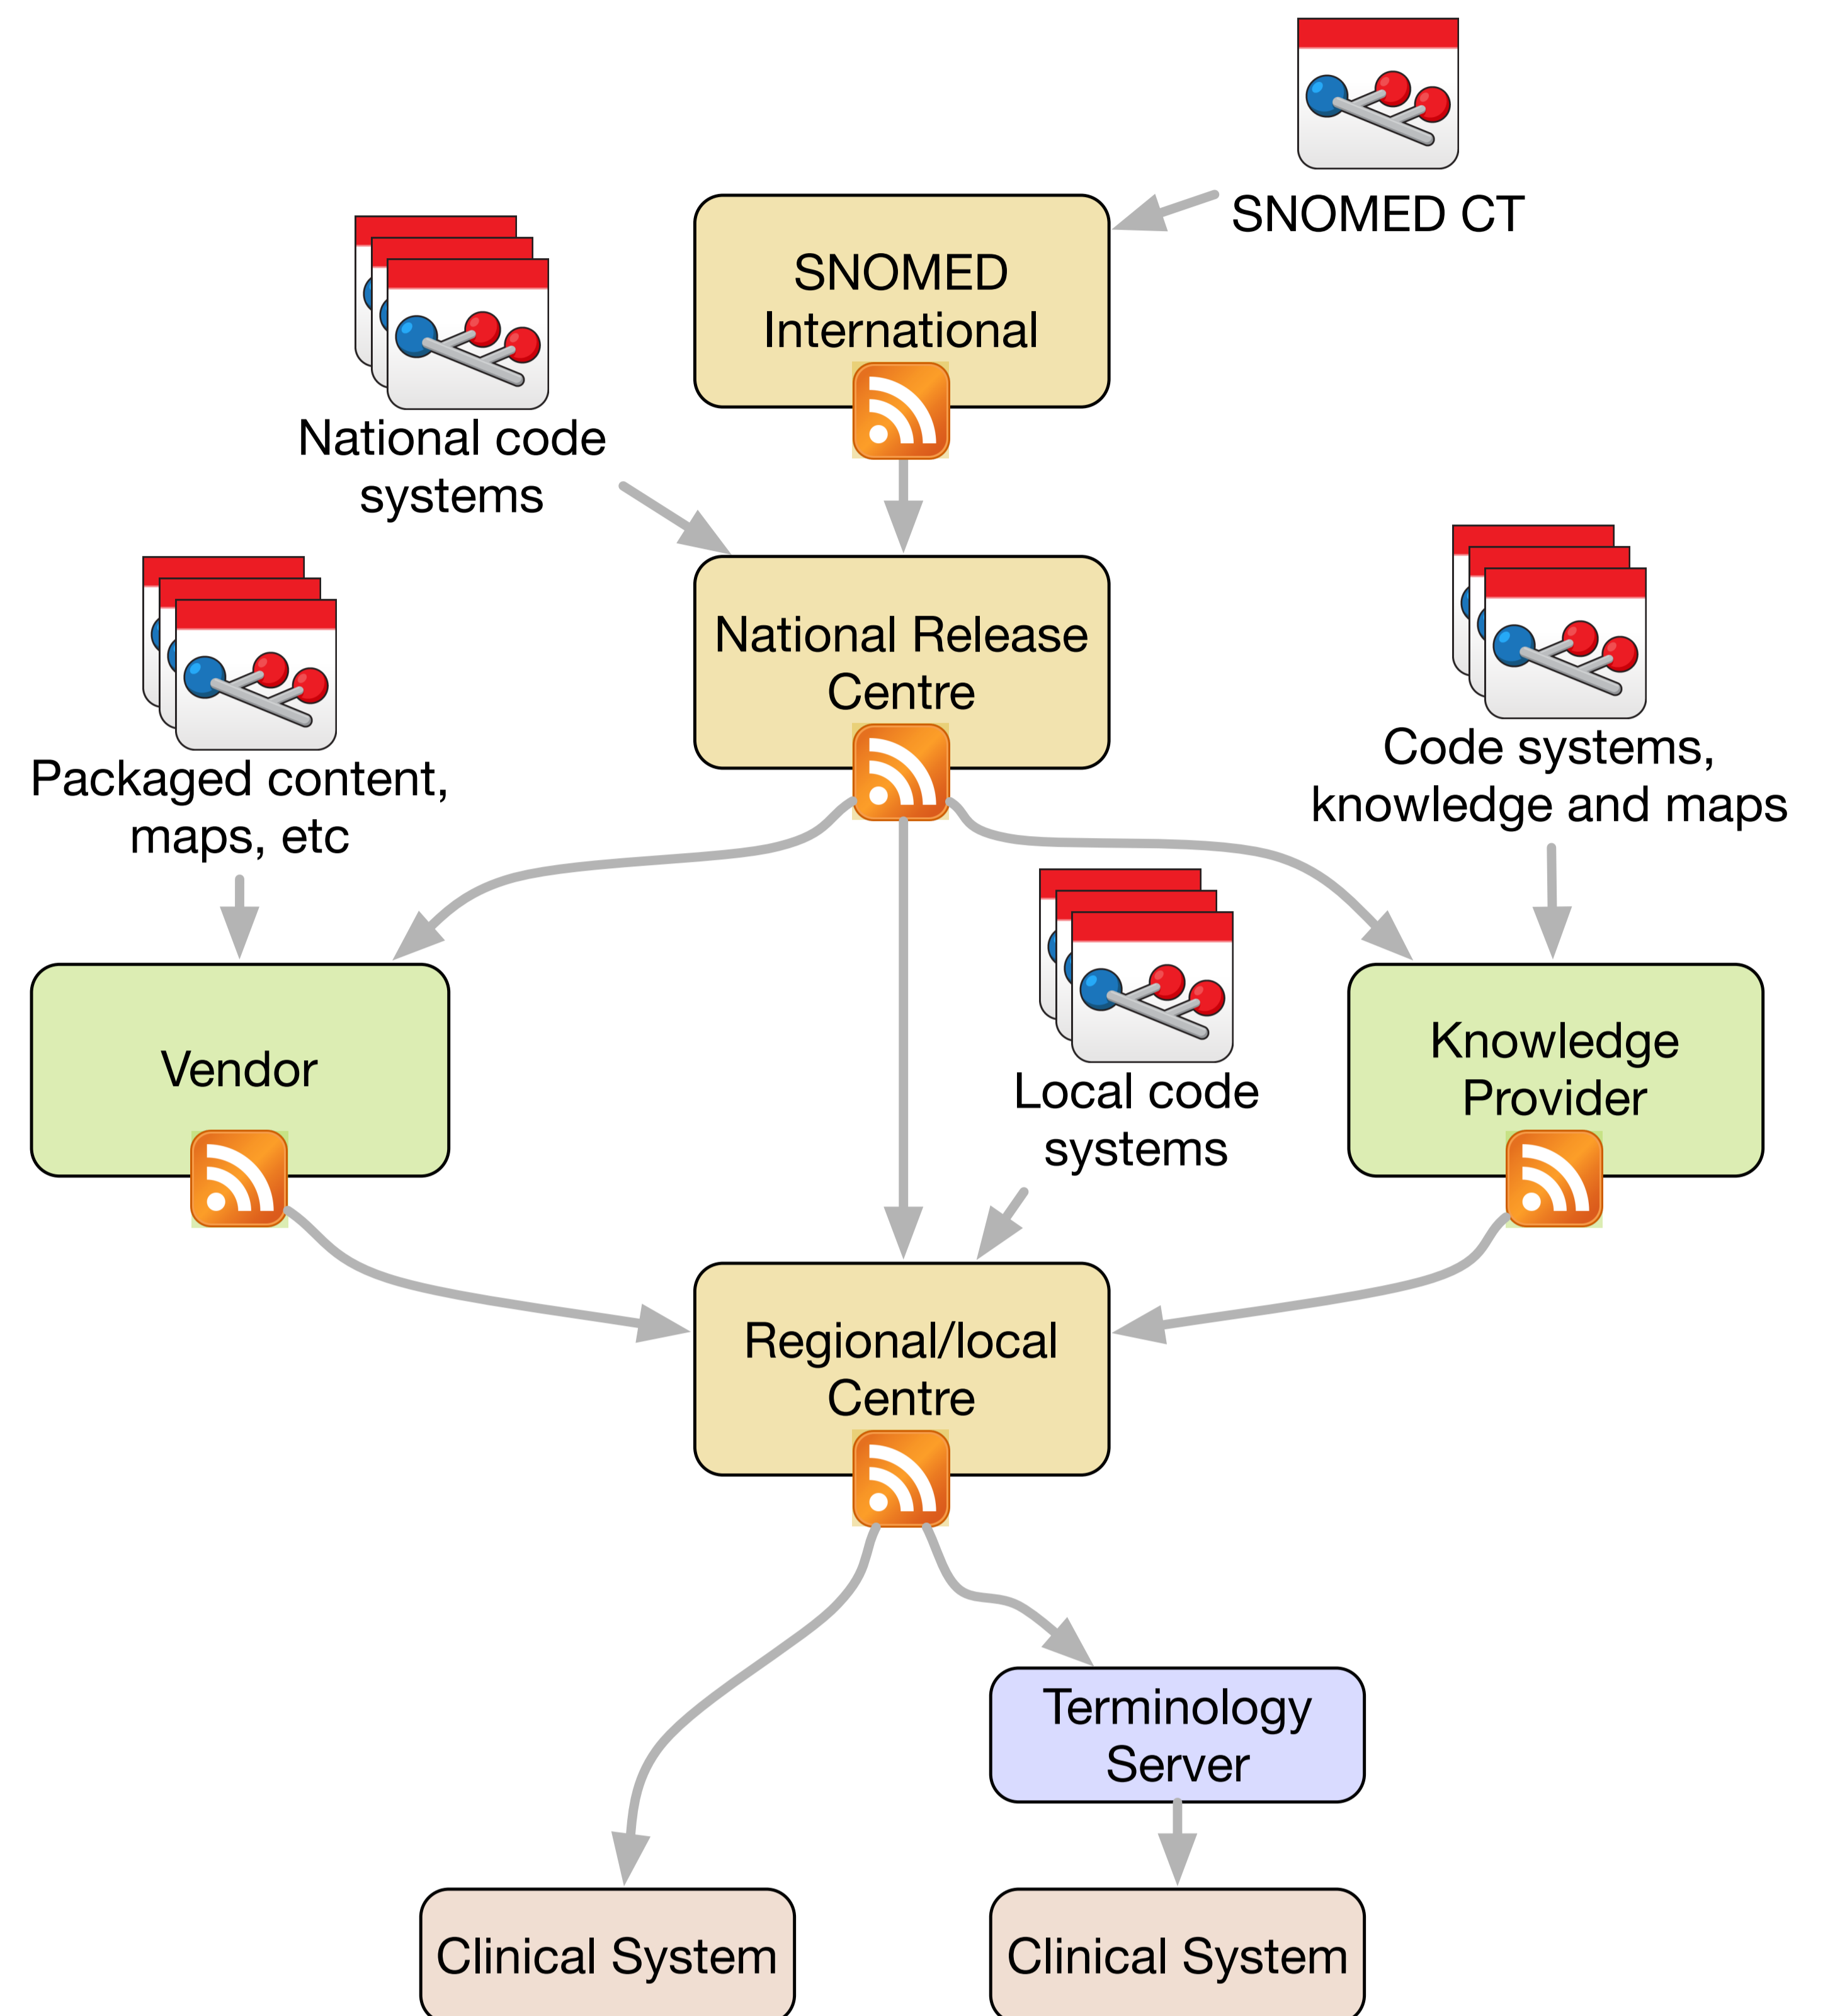 SNOMED CT
SNOMED
International
National code
systems
National Release
Centre
Packaged content,
maps, etc
Code systems,
knowledge and maps
Vendor
Local code
systems
Knowledge
Provider
Regional/local
Centre
Terminology
Server
Clinical System
Clinical System